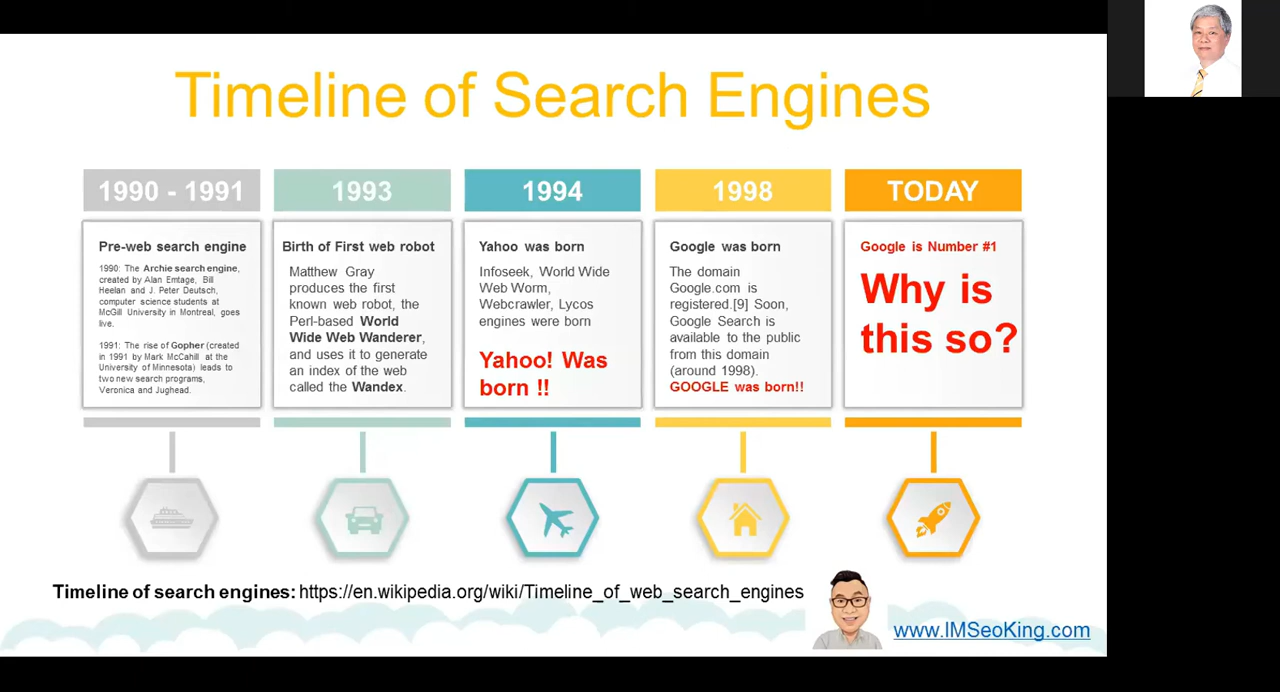 Timeline of Search Engines
1990 - 1991
Pre-web search engine
1990: The Archie search engine,
created by Alan Emtage, Bill
Heelan and J. Peter Deutsch,
computer science students at
McGill University in Montreal, goes
live.
1991: The rise of Gopher (created
in 1991 by Mark McCahill at the
University of Minnesota) leads to
two new search programs,
Veronica and Jughead.
1993
Birth of First web robot
Matthew Gray
produces the first
known web robot, the
Perl-based World
Wide Web Wanderer,
and uses it to generate
an index of the web
called the Wandex.
1994
Yahoo was born
Infoseek, World Wide
Web Worm,
Webcrawler, Lycos
engines were born
Yahoo! Was
born !!
1998
Google was born
The domain
Google.com is
registered.[9] Soon,
Google Search is
available to the public
from this domain
(around 1998).
GOOGLE was born!!
TODAY
Google is Number #1
Why is
this so?
Timeline of search engines: https://en.wikipedia.org/wiki/Timeline_of_web_search_engines
www.IMSeoKing.com